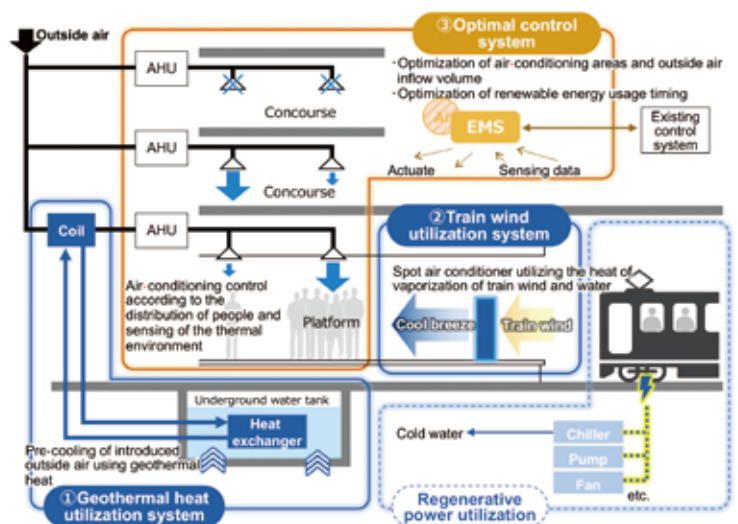 Outside air
③Optimal control
system
・Optimization of air-conditioning areas and outside air
inflow volume
・Optimization of renewable energy usage timing
AHU
Concourse
AI
EMS
Existing
control
system
Actuate
Sensing data
AHU
Concourse
Coil
AHU
②Train wind
utilization system
Spot air conditioner utilizing the heat of
vaporization of train wind and water
Air-conditioning control
according to the
distribution of people and
sensing of the thermal
environment
Platform
Cool breeze
Train wind
Underground water tank
Heat
exchanger
Pre-cooling of introduced
outside air using geothermal
heat
①Geothermal heat
utilization system
Cold water
Chiller
Pump
Fan
etc.
Regenerative
power utilization